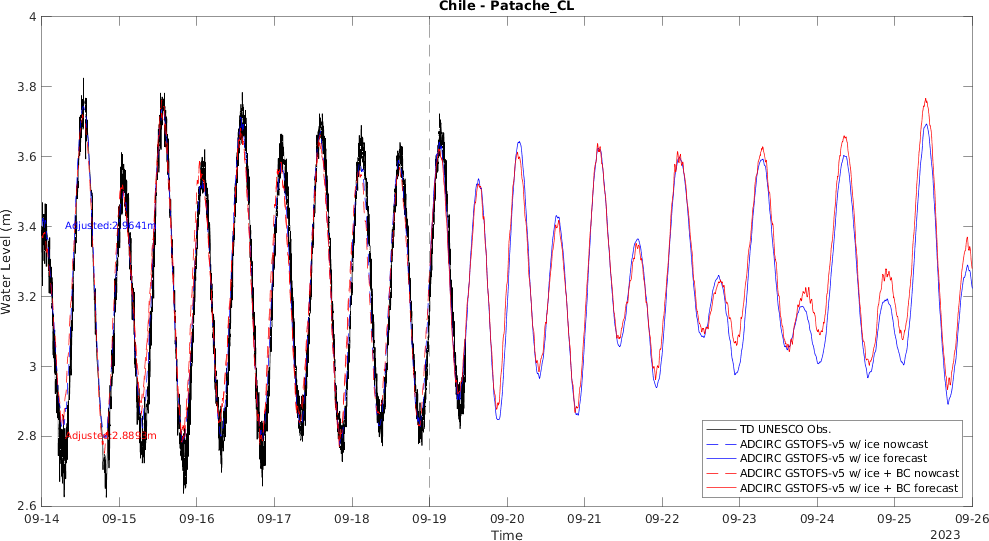 Chile - Patache_CL
Water Level (m)
4
3.8
3.6
3.4
3.2
3
2.8
2.6
Adjusted:2.9641m
TD UNESCO Obs.
ADCIRC GSTOFS-v5 w/ ice nowcast
ADCIRC GSTOFS-v5 w/ ice forecast
ADCIRC GSTOFS-v5 w/ ice + BC nowcast
ADCIRC GSTOFS-v5 w/ ice + BC forecast
09-14 09-15 09-16 09-17 09-18 09-19 09-20 09-21 09-22 09-23 09-24 09-25 09-26
Time
2023